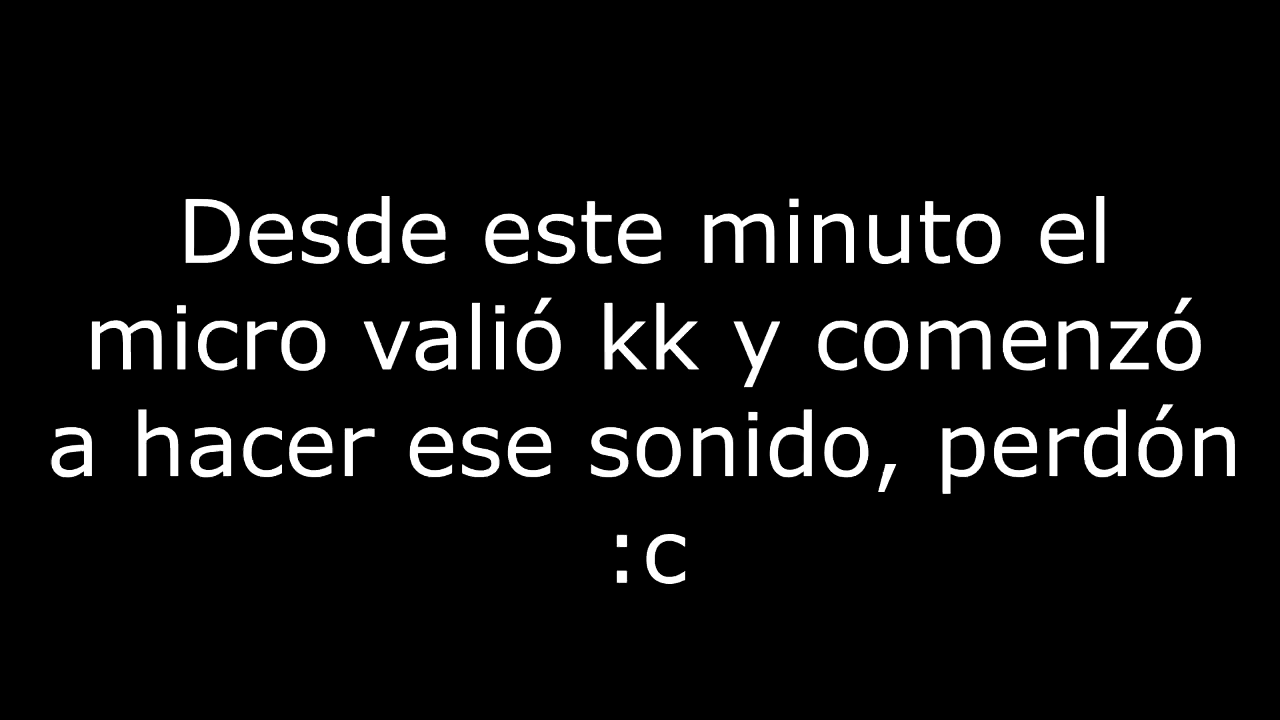 Desde este minuto el
micro valió kk y comenzó
a hacer ese sonido, perdón
:c